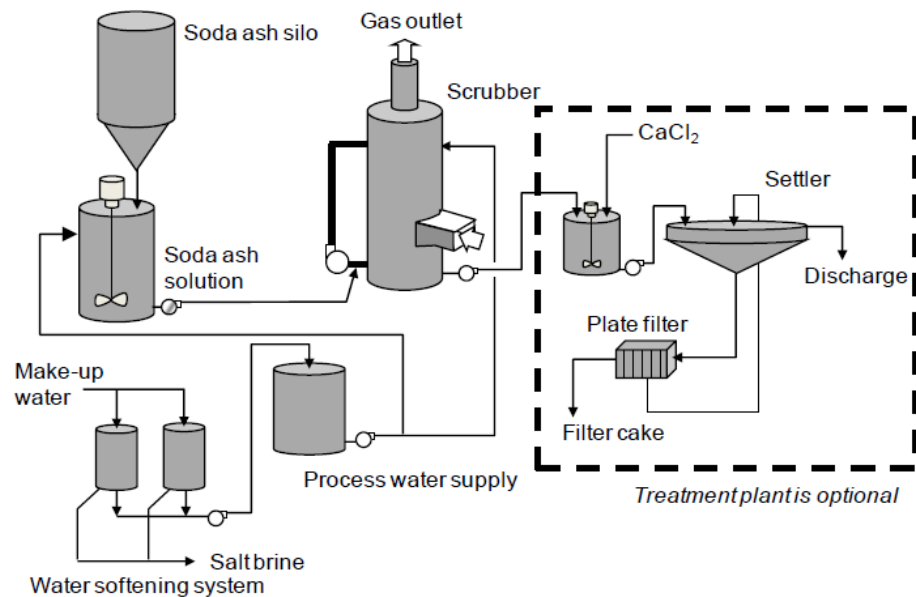 Gas outlet
Soda ash silo
Scrubber
CaCl₂
Settler
Soda ash
solution
Discharge
Plate filter
Make-up
water
Filter cake
Process water supply
Treatment plant is optional
Salt brine
Water softening system